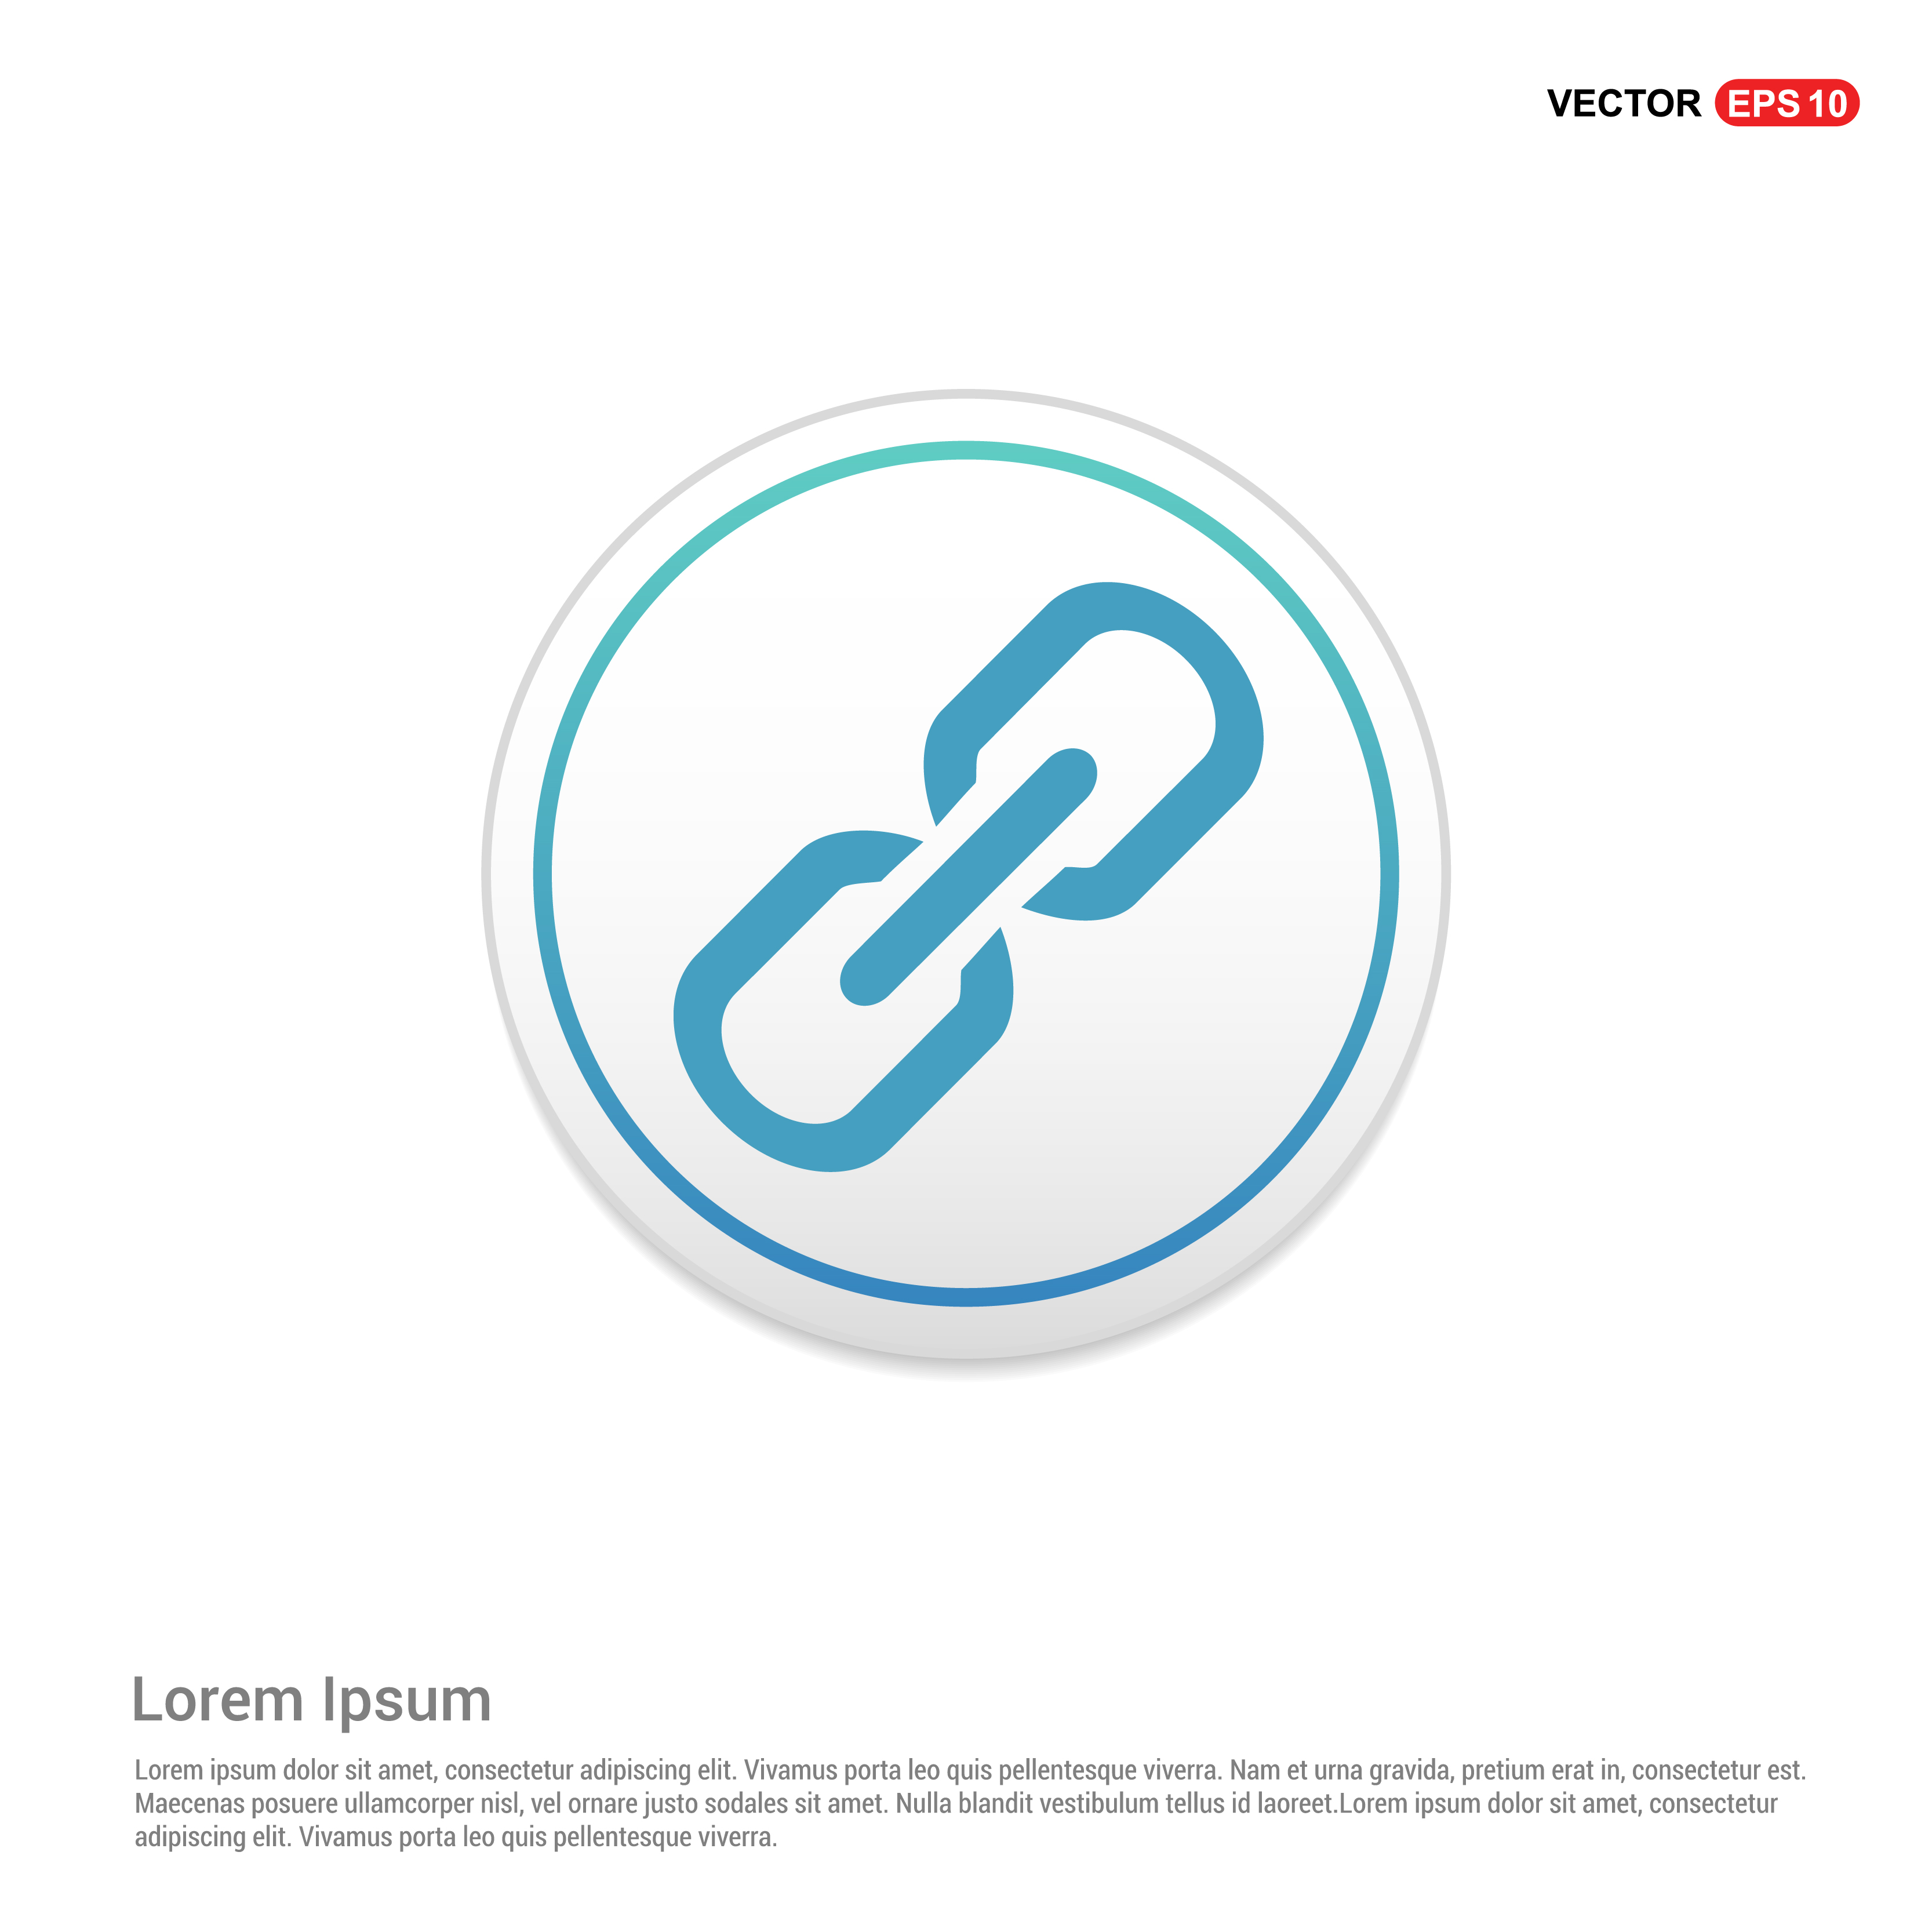 VECTOR EPS 10
Lorem Ipsum
Lorem ipsum dolor sit amet, consectetur adipiscing elit. Vivamus porta leo quis pellentesque viverra. Nam et urna gravida, pretium erat in, consectetur est.
Maecenas posuere ullamcorper nisl, vel ornare justo sodales sit amet. Nulla blandit vestibulum tellus id laoreet.Lorem ipsum dolor sit amet, consectetur
adipiscing elit. Vivamus porta leo quis pellentesque viverra.